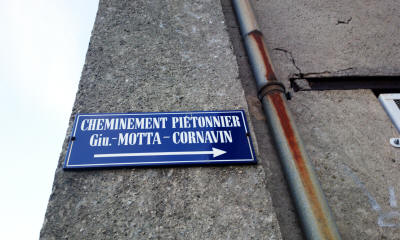 CHEMINEMENT PIÉTONNIER
Giu.-MOTTA-CORNAVIN